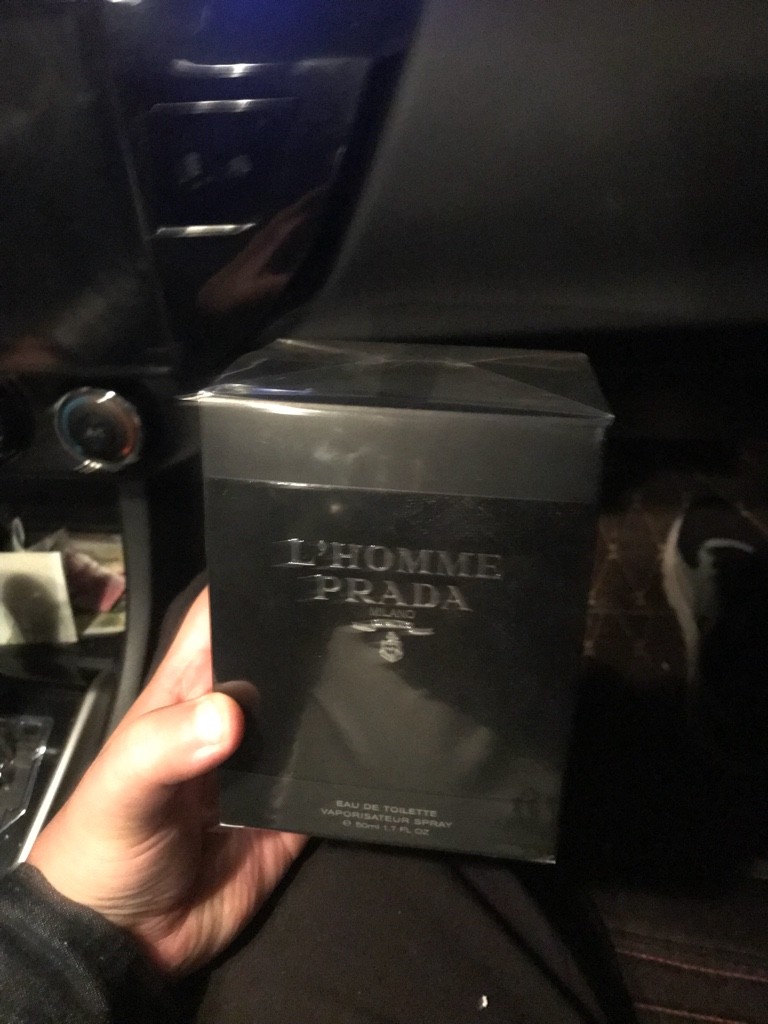 L'HOMME
PRADA
MILANO
EAU DE TOILETTE
VAPORISATEUR SPRAY
℮ 50ml 1.7 FL OZ